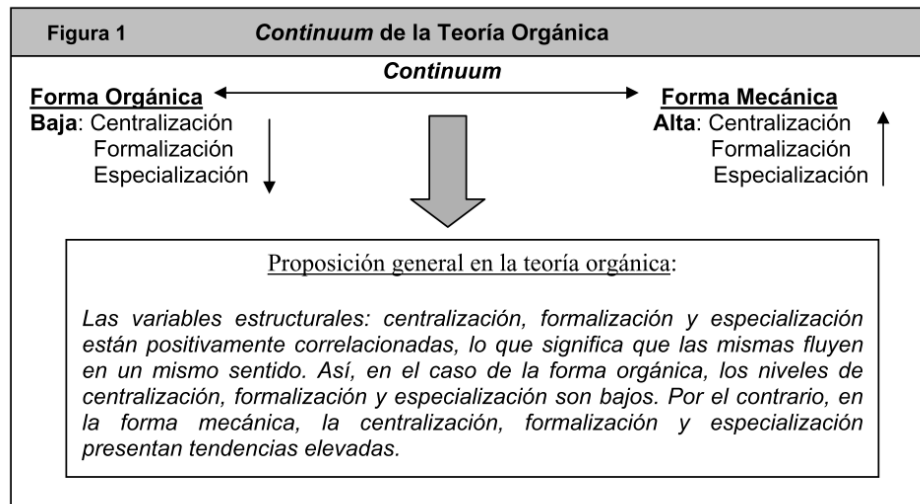 Figura 1 Continuum de la Teoría Orgánica
Continuum
Forma Orgánica
Baja: Centralización
Formalización
Especialización
Forma Mecánica
Alta: Centralización
Formalización
Especialización
Proposición general en la teoría orgánica:
Las variables estructurales: centralización, formalización y especialización
están positivamente correlacionadas, lo que significa que las mismas fluyen
en un mismo sentido. Así, en el caso de la forma orgánica, los niveles de
centralización, formalización y especialización son bajos. Por el contrario, en
la forma mecánica, la centralización, formalización y especialización
presentan tendencias elevadas.